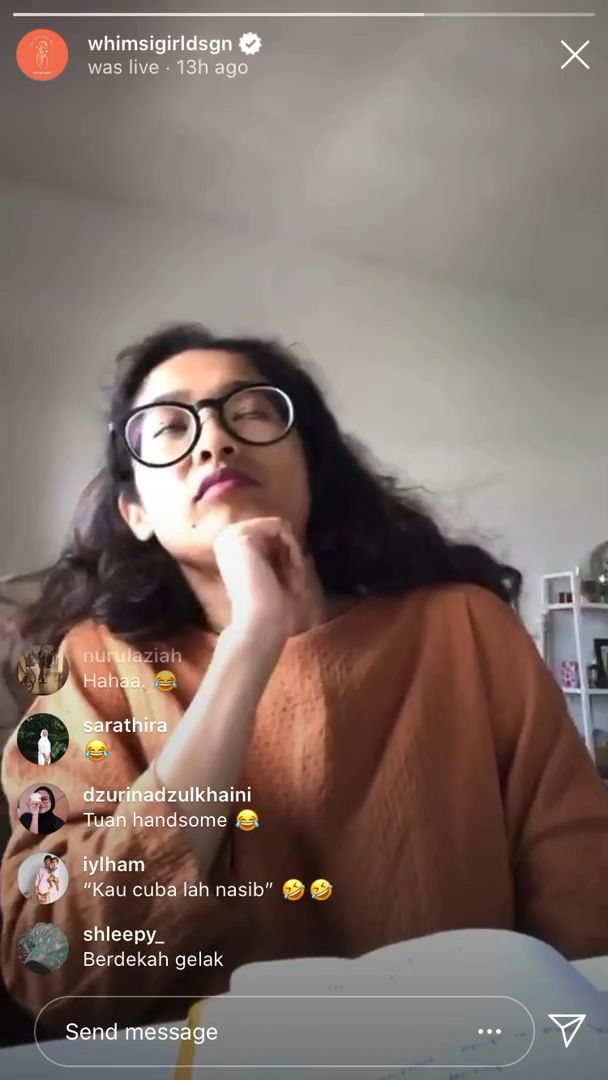 whimsigirldsgn
was live · 13h ago
nurulaziah
Hahaa. 😂
sarathira
😂
dzurinadzulkhaini
Tuan handsome 😂
iylham
“Kau cuba lah nasib” 🤣 🤣
shleepy_
Berdekah gelak
Send message